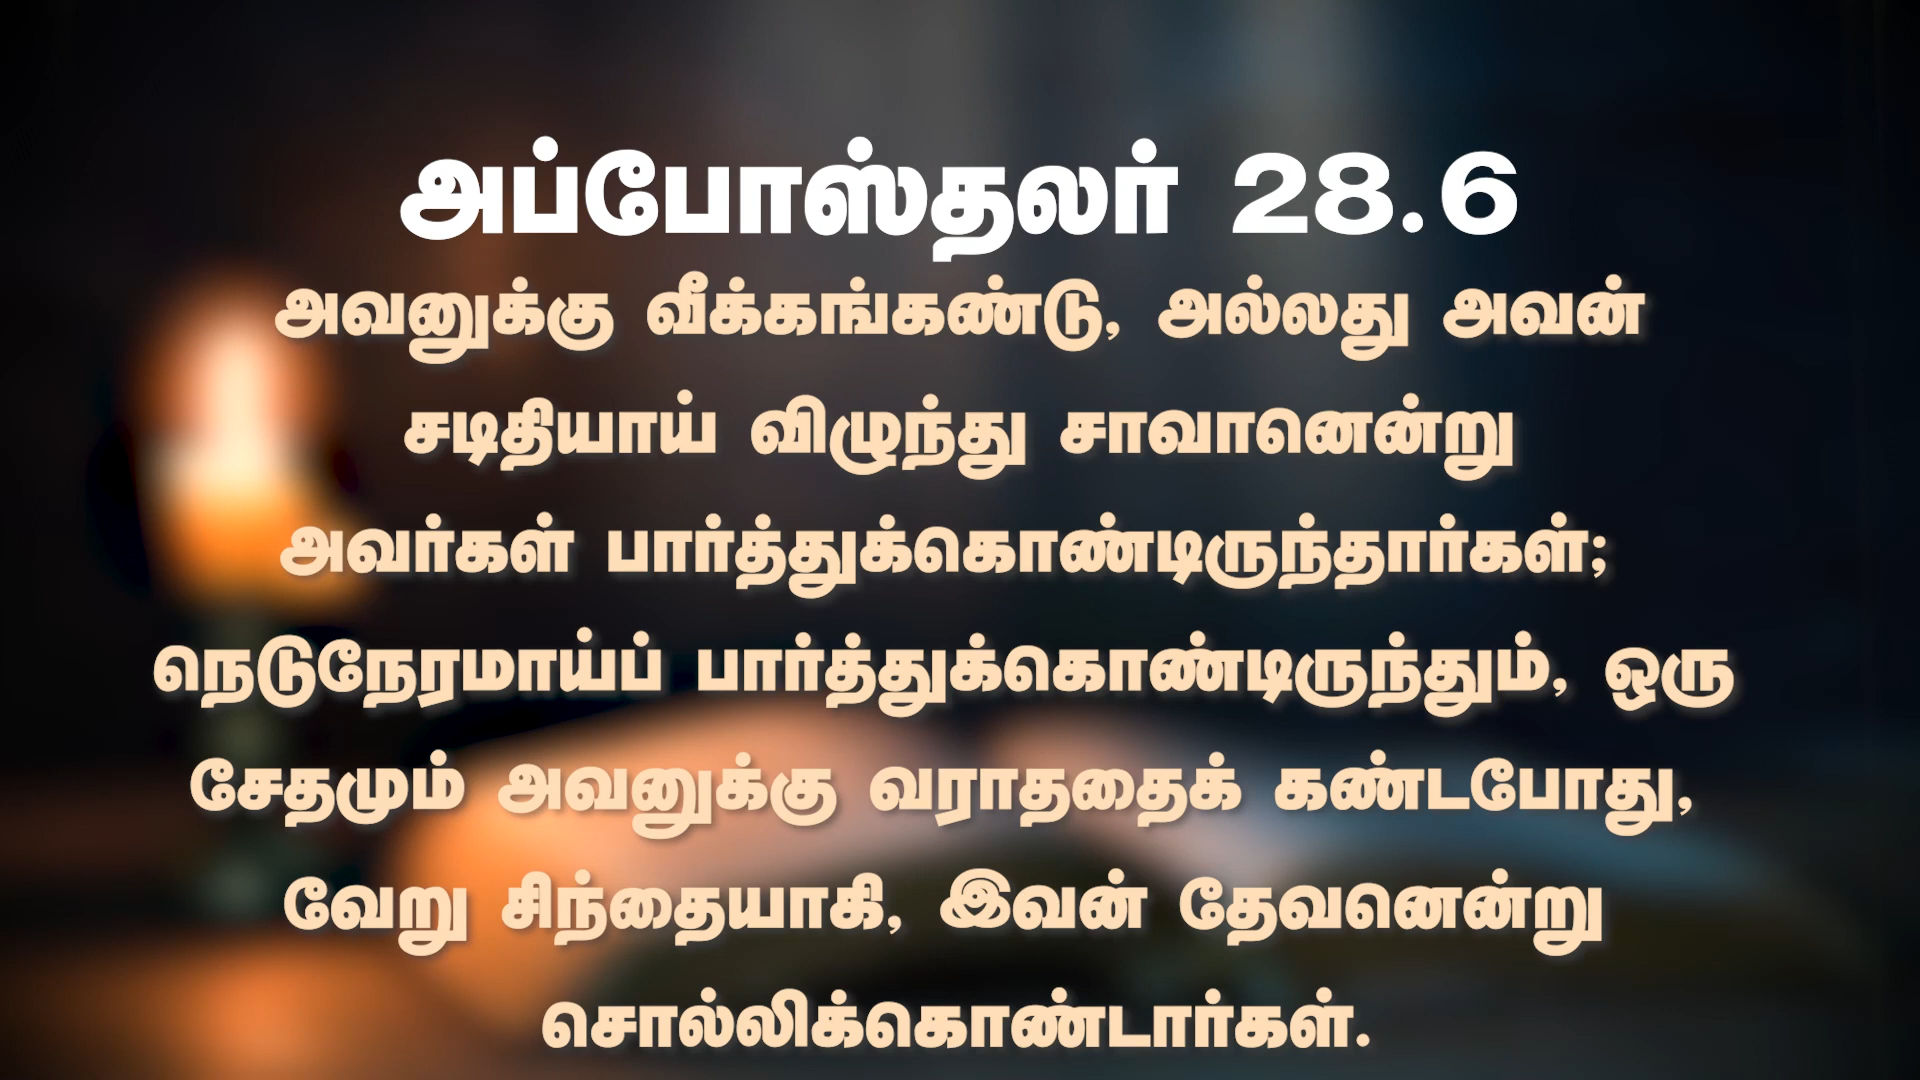 அப்போஸ்தலர் 28.6
அவனுக்கு வீக்கங்கண்டு, அல்லது அவன்
சடிதியாய் விழுந்து சாவானென்று
அவர்கள் பார்த்துக்கொண்டிருந்தார்கள்;
நெடுநேரமாய்ப் பார்த்துக்கொண்டிருந்தும், ஒரு
சேதமும் அவனுக்கு வராததைக் கண்டபோது,
வேறு சிந்தையாகி, இவன் தேவனென்று
சொல்லிக்கொண்டார்கள்.